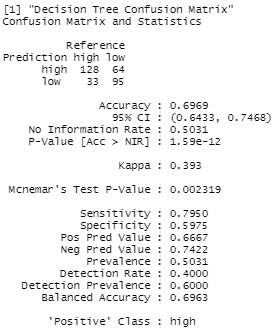 [1] "Decision Tree Confusion Matrix"
Confusion Matrix and Statistics
Reference
Prediction high low
high 128 64
low 33 95
Accuracy : 0.6969
95% CI : (0.6433, 0.7468)
No Information Rate : 0.5031
P-Value [Acc > NIR] : 1.59e-12
Kappa : 0.393
Mcnemar's Test P-Value : 0.002319
Sensitivity : 0.7950
Specificity : 0.5975
Pos Pred Value : 0.6667
Neg Pred Value : 0.7422
Prevalence : 0.5031
Detection Rate : 0.4000
Detection Prevalence : 0.6000
Balanced Accuracy : 0.6963
'Positive' Class : high